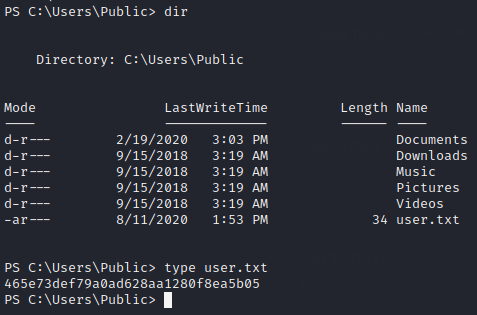 PS C:\Users\Public> dir
Directory: C:\Users\Public
Mode LastWriteTime Length Name
---- ------------- ------ ----
d-r--- 2/19/2020 3:03 PM Documents
d-r--- 9/15/2018 3:19 AM Downloads
d-r--- 9/15/2018 3:19 AM Music
d-r--- 9/15/2018 3:19 AM Pictures
d-r--- 9/15/2018 3:19 AM Videos
-ar--- 8/11/2020 1:53 PM 34 user.txt
PS C:\Users\Public> type user.txt
465e73def79a0ad628aa1280f8ea5b05
PS C:\Users\Public>